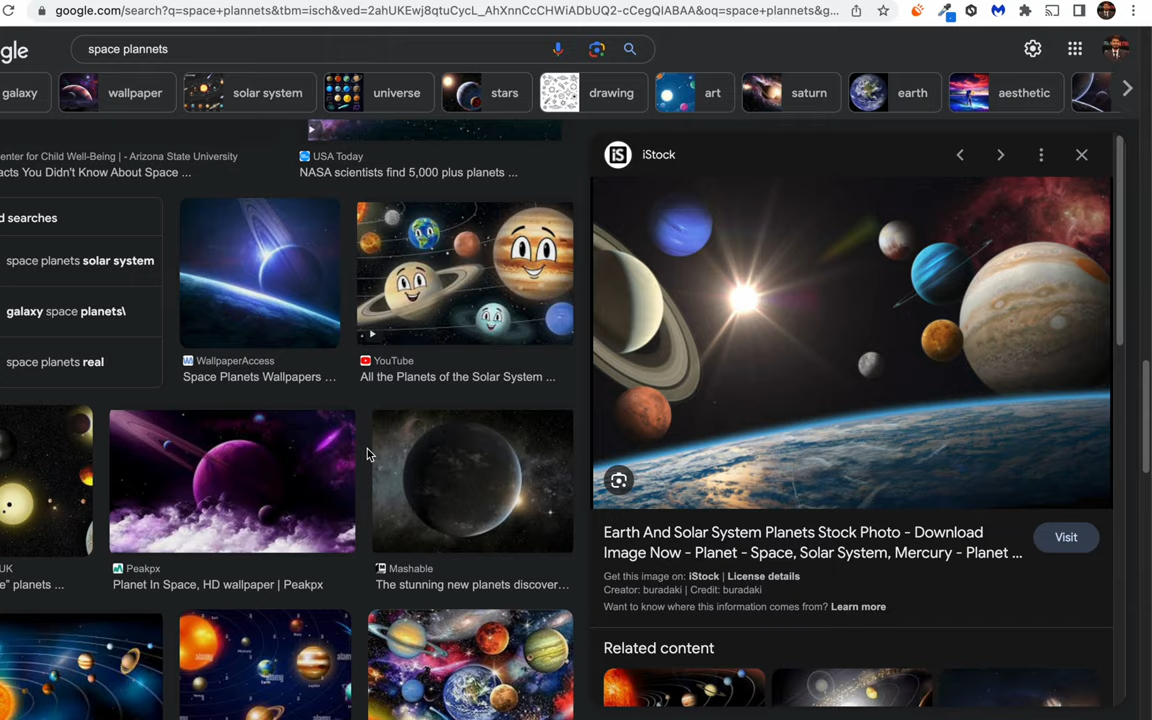 google.com/search?q=space+plannets&tbm=isch&ved=2ahUKEwj8qtuCycL_AhXnnCcCHWiADbUQ2-cCegQIABAA&oq=space+plannets&g...
gle
space plannets
galaxy
wallpaper
solar system
universe
stars
drawing
art
saturn
earth
aesthetic
enter for Child Well-Being | - Arizona State University
acts You Didn't Know About Space ...
USA Today
NASA scientists find 5,000 plus planets ...
iS
iStock
d searches
space planets solar system
galaxy space planets\
space planets real
WallpaperAccess
Space Planets Wallpapers ...
YouTube
All the Planets of the Solar System ...
UK
e" planets ...
Peakpx
Planet In Space, HD wallpaper | Peakpx
Mashable
The stunning new planets discover...
Earth And Solar System Planets Stock Photo - Download
Image Now - Planet - Space, Solar System, Mercury - Planet ...
Visit
Get this image on: iStock | License details
Creator: buradaki | Credit: buradaki
Want to know where this information comes from? Learn more
Related content